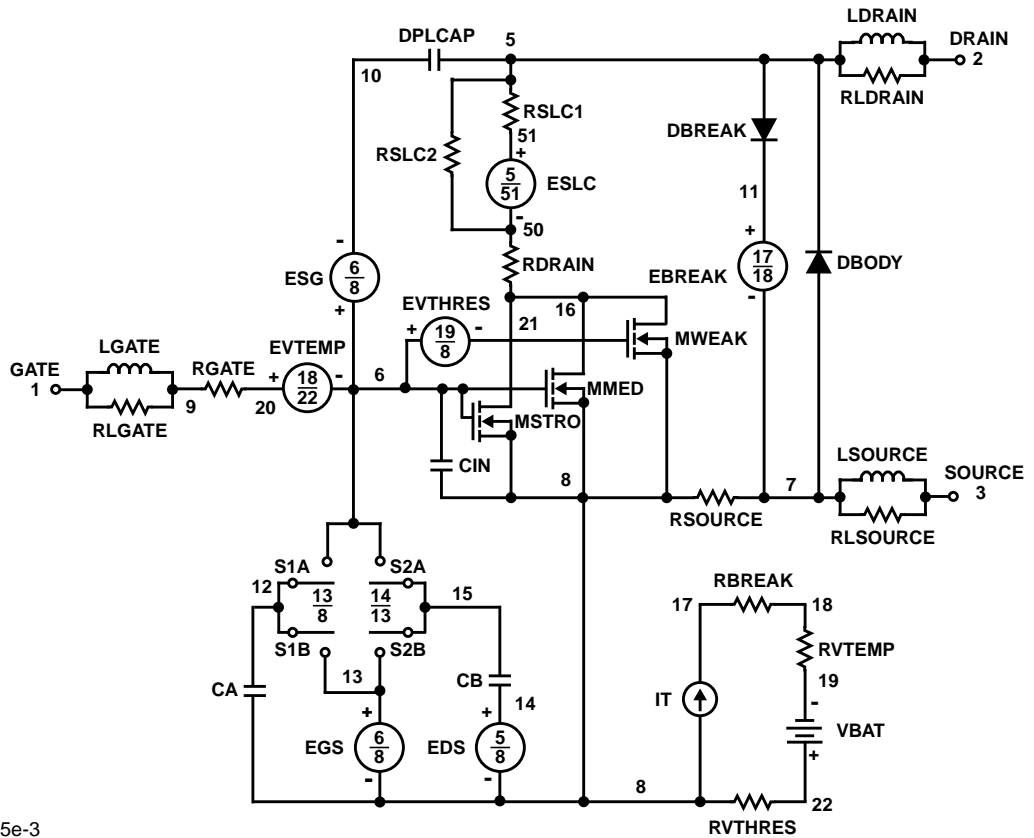 LDRAIN
DPLCAP 5 DRAIN
2
10
RLDRAIN
RSLC1
DBREAK
51
RSLC2 +
5
51
ESLC
11
-
50
-
+
17
18
RDRAIN
6
8
ESG
EBREAK
DBODY
+
EVTHRES
16
-
+
19
8
-
21
MWEAK
LGATE
EVTEMP
GATE
1
RGATE
+
18
22
-
6
MMED
9
20
RLGATE
MSTRO
LSOURCE
CIN
8
7
SOURCE
3
RSOURCE
RLSOURCE
S1A
S2A
12
13
8
14
13
15
RBREAK
17
18
S1B
S2B
RVTEMP
13
CA
CB
19
14
IT
-
+
+
VBAT
EGS
6
8
EDS
5
8
+
-
-
8
22
RVTHRES
5e-3